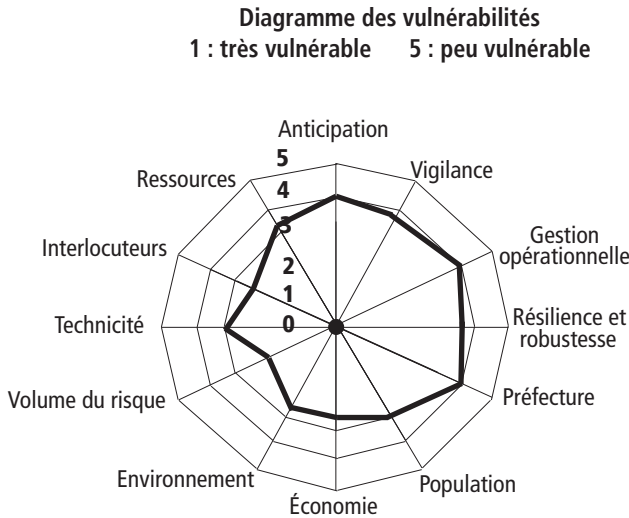 Diagramme des vulnérabilités
1 : très vulnérable 5 : peu vulnérable
Anticipation
Vigilance
Gestion
opérationnelle
Résilience et
robustesse
Préfecture
Population
Économie
Environnement
Volume du risque
Technicité
Interlocuteurs
Ressources
5
4
3
2
1
0